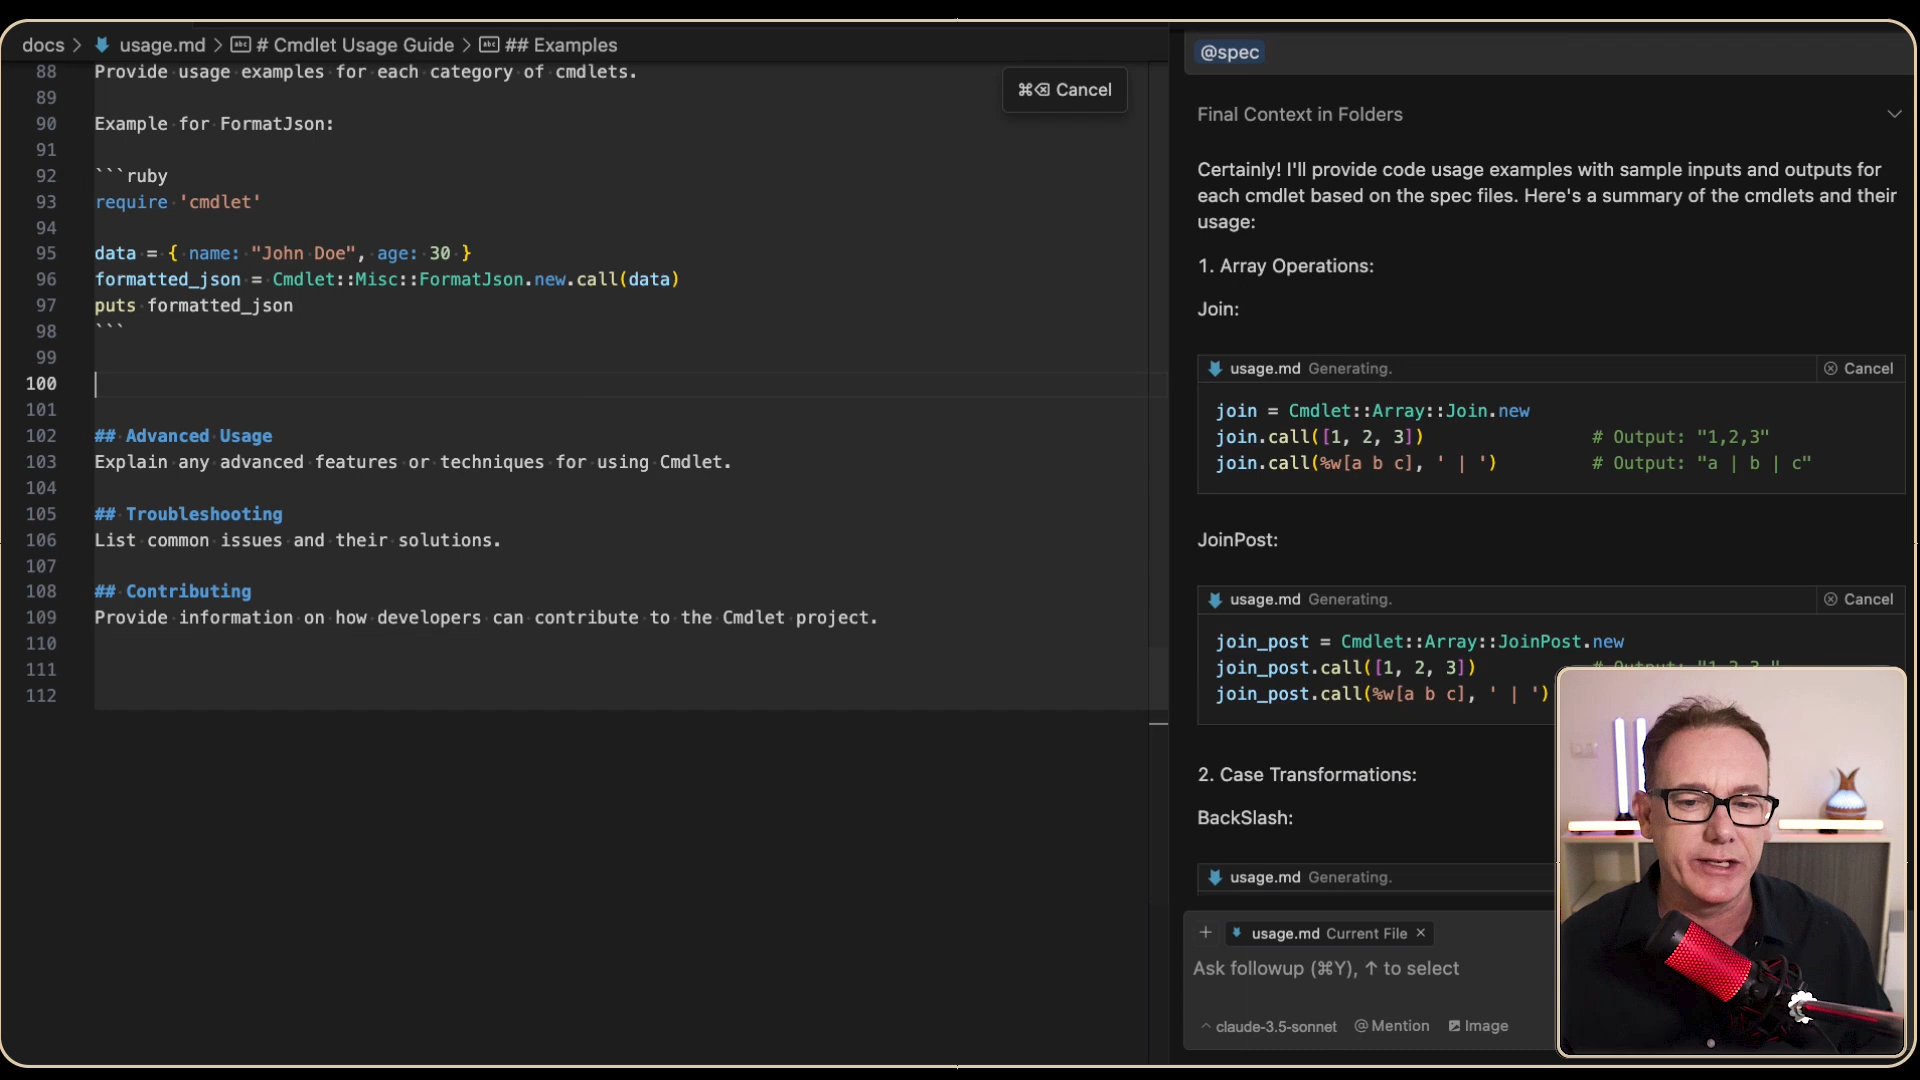 docs > usage.md > # Cmdlet Usage Guide > ## Examples
88 Provide usage examples for each category of cmdlets.
89
90 Example for FormatJson:
91
92 ```ruby
93 require 'cmdlet'
94
95 data = { name: "John Doe", age: 30 }
96 formatted_json = Cmdlet::Misc::FormatJson.new.call(data)
97 puts formatted_json
98 ```
99
100
101
102 ## Advanced Usage
103 Explain any advanced features or techniques for using Cmdlet.
104
105 ## Troubleshooting
106 List common issues and their solutions.
107
108 ## Contributing
109 Provide information on how developers can contribute to the Cmdlet project.
110
111
112
⌘⌫ Cancel
@spec
Final Context in Folders
Certainly! I'll provide code usage examples with sample inputs and outputs for
each cmdlet based on the spec files. Here's a summary of the cmdlets and their
usage:
1. Array Operations:
Join:
usage.md Generating. Cancel
join = Cmdlet::Array::Join.new
join.call([1, 2, 3]) # Output: "1,2,3"
join.call(%w[a b c], ' | ') # Output: "a | b | c"
JoinPost:
usage.md Generating. Cancel
join_post = Cmdlet::Array::JoinPost.new
join_post.call([1, 2, 3])
join_post.call(%w[a b c], ' | ')
2. Case Transformations:
BackSlash:
usage.md Generating.
+ usage.md Current File ×
Ask followup (⌘Y), ↑ to select
^ claude-3.5-sonnet @ Mention Image